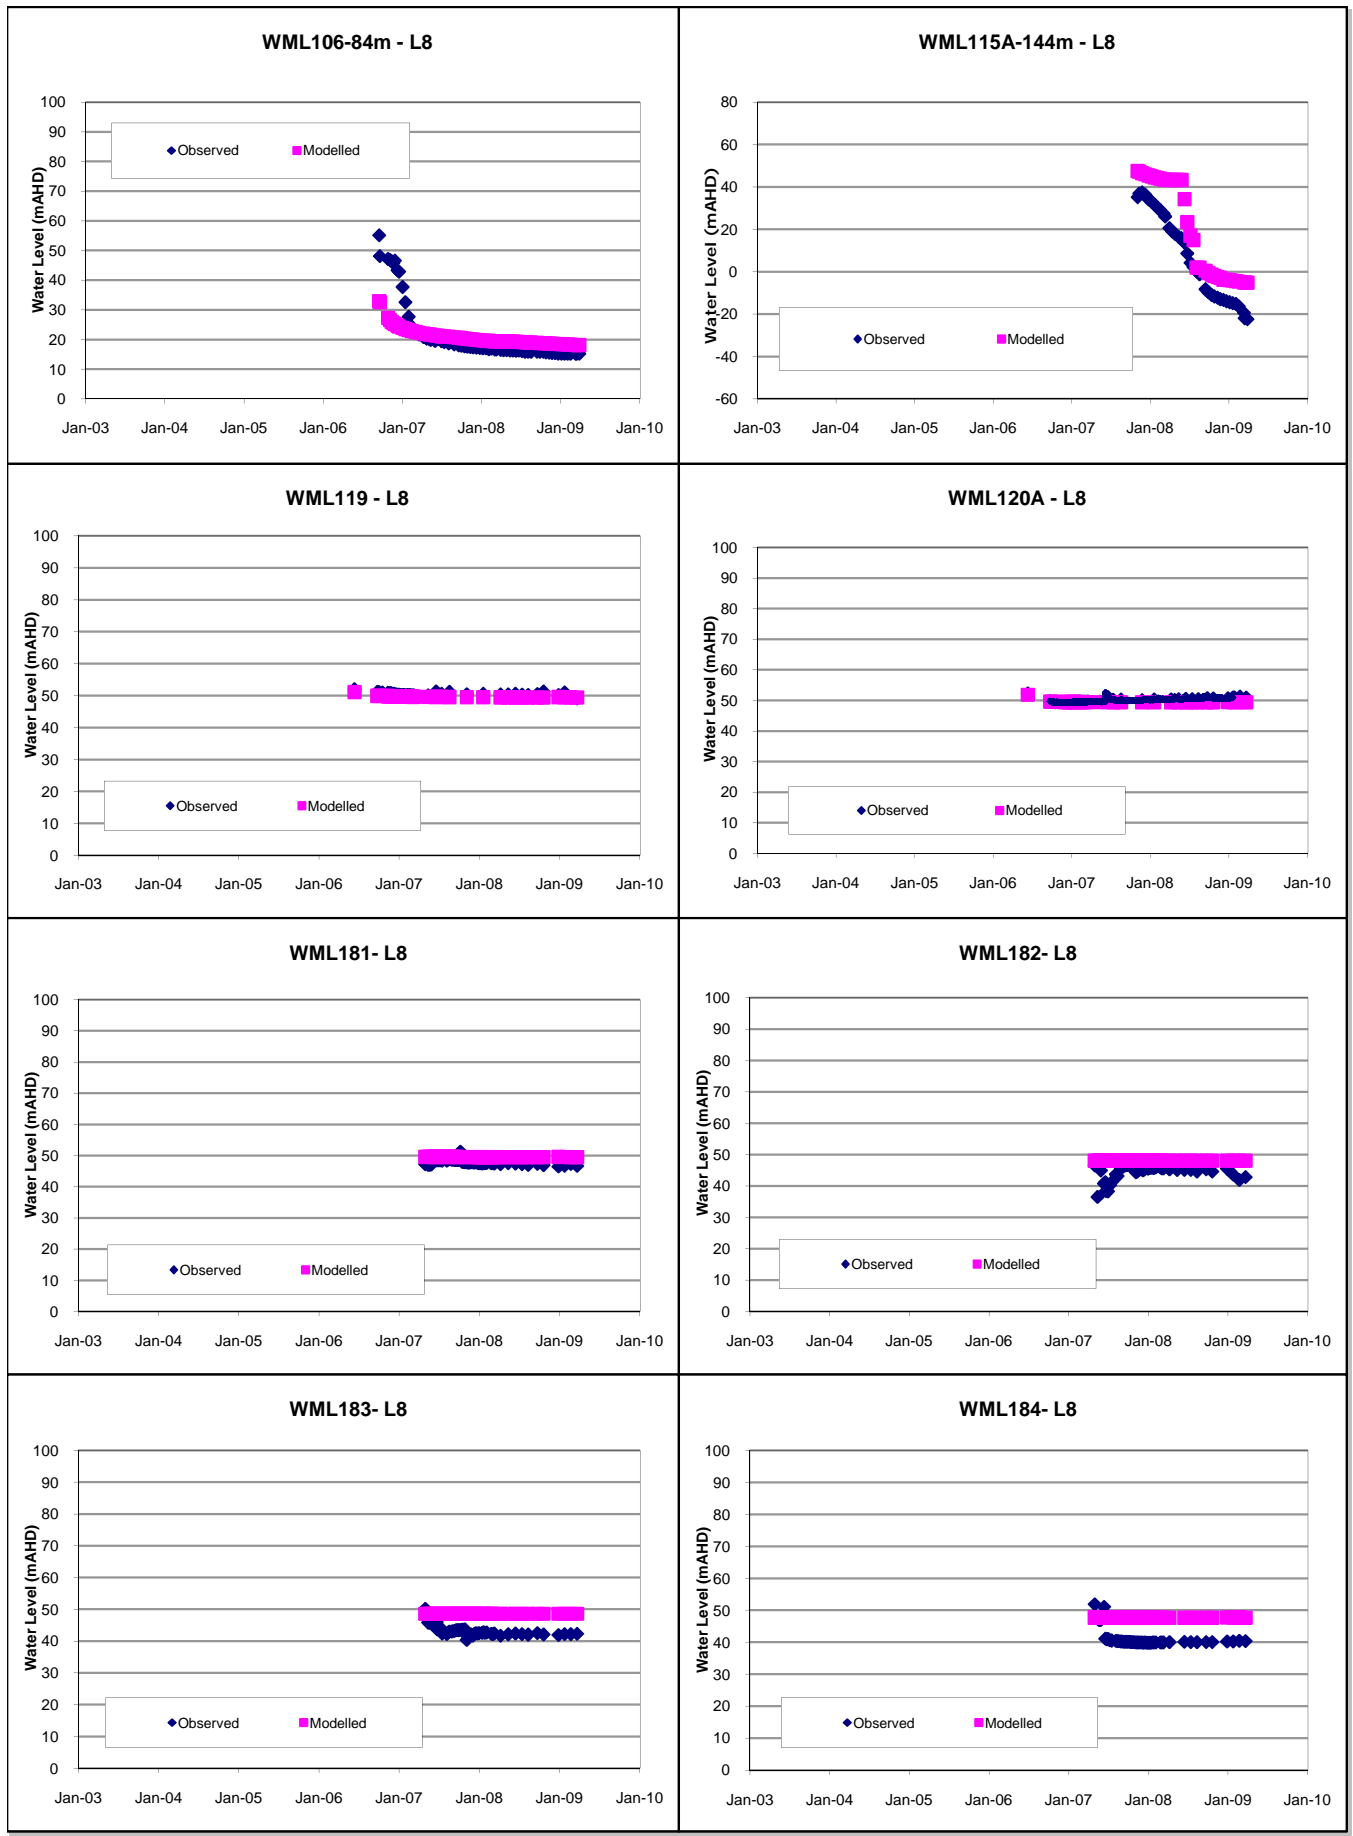 WML106-84m - L8
Water Level (mAHD)
100
90
80
70
60
50
40
30
20
10
0
Observed Modelled
Jan-03 Jan-04 Jan-05 Jan-06 Jan-07 Jan-08 Jan-09 Jan-10
WML115A-144m - L8
Water Level (mAHD)
80
60
40
20
0
-20
-40
-60
Observed Modelled
Jan-03 Jan-04 Jan-05 Jan-06 Jan-07 Jan-08 Jan-09 Jan-10
WML119 - L8
Water Level (mAHD)
100
90
80
70
60
50
40
30
20
10
0
Observed Modelled
Jan-03 Jan-04 Jan-05 Jan-06 Jan-07 Jan-08 Jan-09 Jan-10
WML120A - L8
Water Level (mAHD)
100
90
80
70
60
50
40
30
20
10
0
Observed Modelled
Jan-03 Jan-04 Jan-05 Jan-06 Jan-07 Jan-08 Jan-09 Jan-10
WML181- L8
Water Level (mAHD)
100
90
80
70
60
50
40
30
20
10
0
Observed Modelled
Jan-03 Jan-04 Jan-05 Jan-06 Jan-07 Jan-08 Jan-09 Jan-10
WML182- L8
Water Level (mAHD)
100
90
80
70
60
50
40
30
20
10
0
Observed Modelled
Jan-03 Jan-04 Jan-05 Jan-06 Jan-07 Jan-08 Jan-09 Jan-10
WML183- L8
Water Level (mAHD)
100
90
80
70
60
50
40
30
20
10
0
Observed Modelled
Jan-03 Jan-04 Jan-05 Jan-06 Jan-07 Jan-08 Jan-09 Jan-10
WML184- L8
Water Level (mAHD)
100
90
80
70
60
50
40
30
20
10
0
Observed Modelled
Jan-03 Jan-04 Jan-05 Jan-06 Jan-07 Jan-08 Jan-09 Jan-10